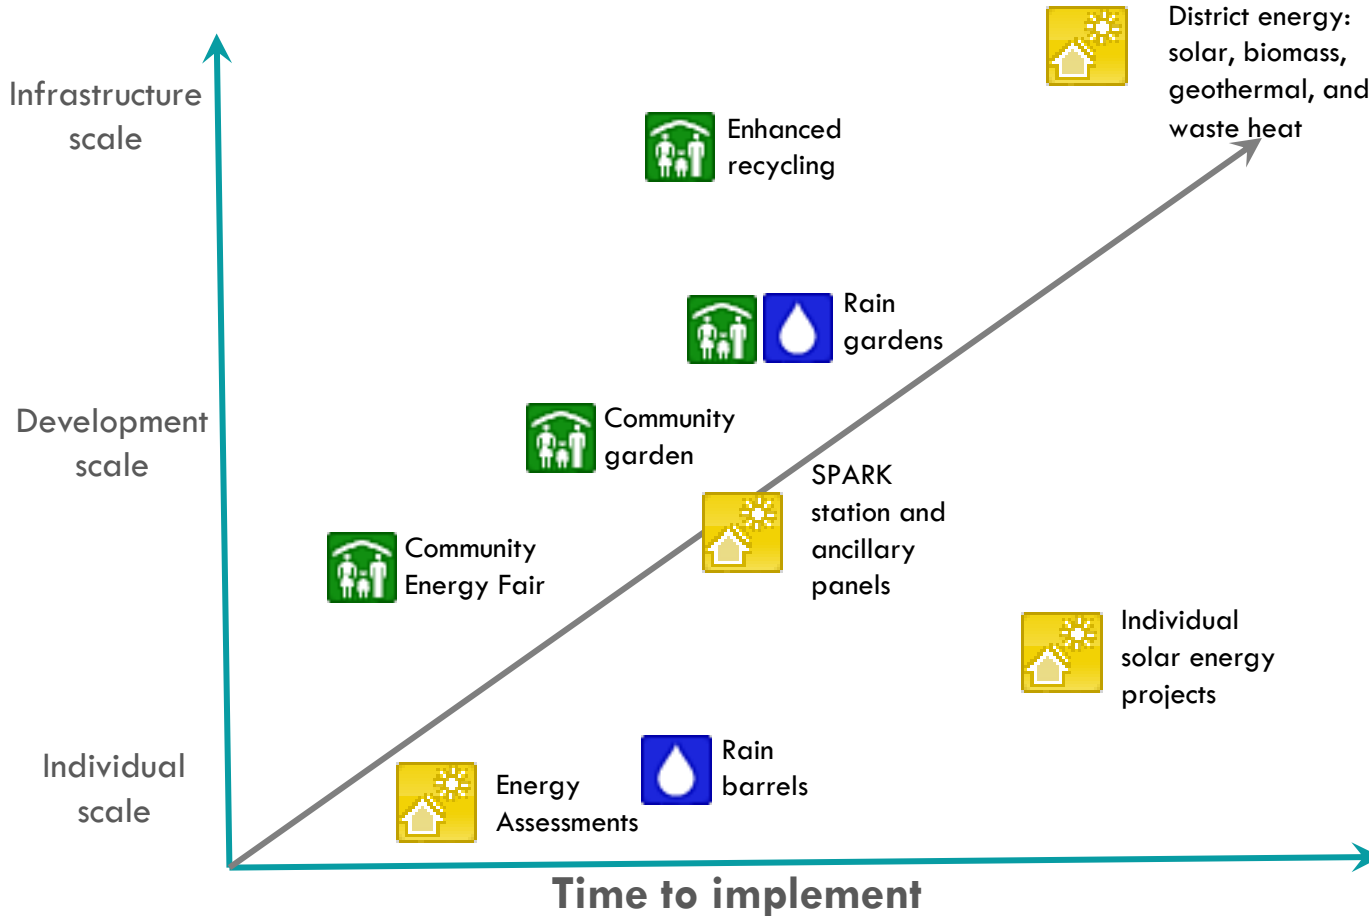 District energy:
solar, biomass,
geothermal, and
waste heat
Infrastructure
scale
Enhanced
recycling
Rain
gardens
Development
scale
Community
garden
SPARK
station and
ancillary
panels
Community
Energy Fair
Individual
solar energy
projects
Individual
scale
Rain
barrels
Energy
Assessments
Time to implement